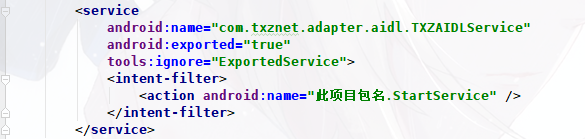 <service
android:name="com.txznet.adapter.aidl.TXZAIDLService"
android:exported="true"
tools:ignore="ExportedService">
<intent-filter>
<action android:name="此项目包名.StartService" />
</intent-filter>
</service>